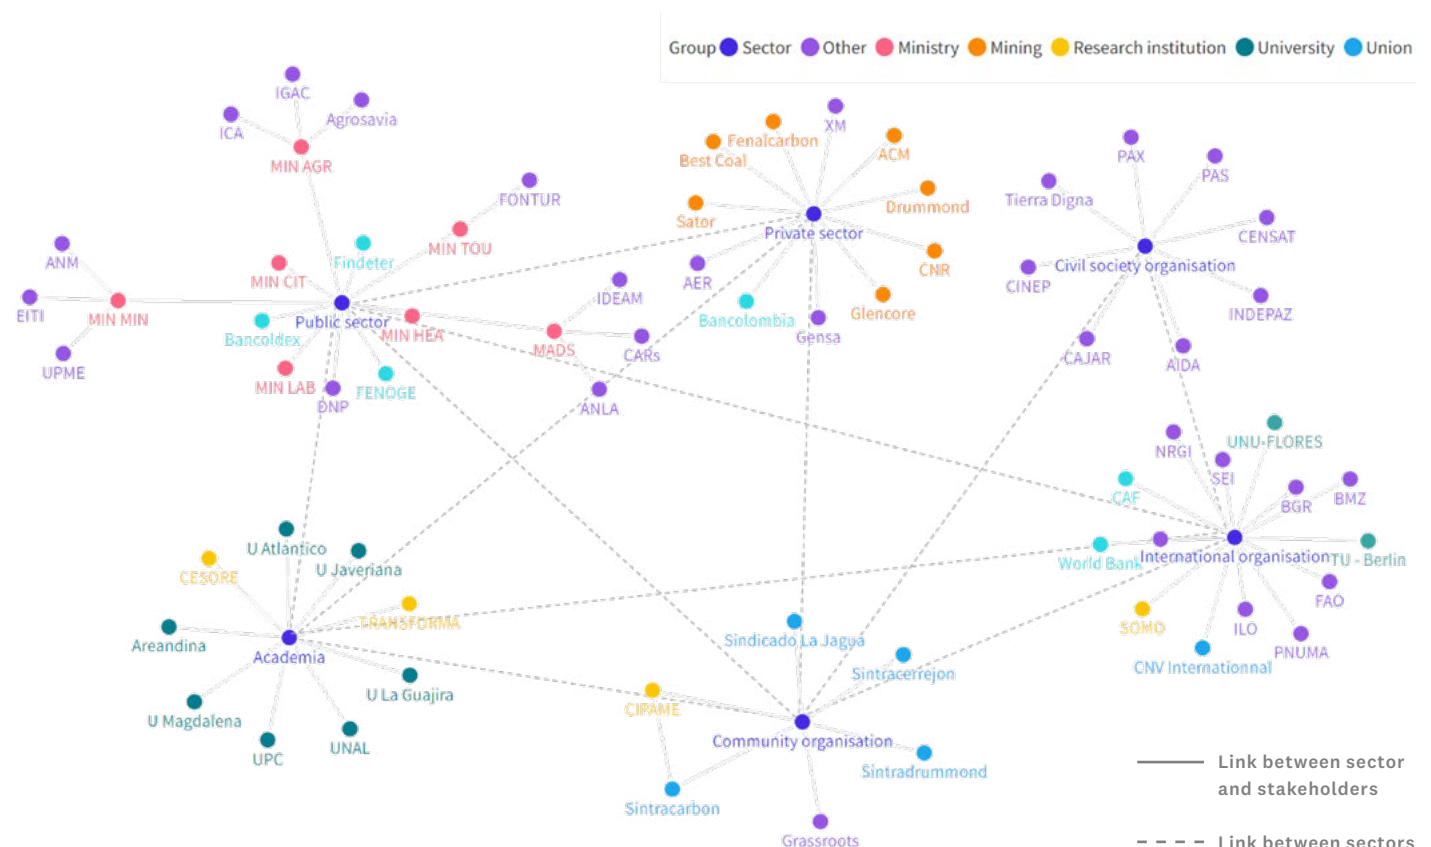 Group Sector Other Ministry Mining Research institution University Union
IGAC
ICA
Agrosavia
MIN AGR
FONTUR
MIN TOU
ANM
EITI
MIN MIN
UPME
MIN CIT
Findeter
Public sector
Bancoldex
MIN HEA
MIN LAB
DNP
FENOGE
IDEAM
MADS
CARs
ANLA
XM
Fenalcarbon
Best Coal
ACM
Sator
Drummond
Private sector
AER
CNR
Bancolombia
Glencore
Gensa
PAX
PAS
Tierra Digna
CENSAT
Civil society organisation
CINEP
INDEPAZ
CAJAR
AIDA
NRGI
UNU-FLORES
SEI
CAF
BGR
BMZ
World Bank
International organisation
TU - Berlin
FAO
SOMO
ILO
PNUMA
CNV Internationnal
U Atlantico
U Javeriana
CESORE
TRANSFORMA
Areandina
Academia
U La Guajira
U Magdalena
UPC
UNAL
Sindicado La Jagua
Sintracerrejon
CIPAME
Community organisation
Sintradrummond
Sintracarbon
Grassroots
Link between sector
and stakeholders
Link between sectors